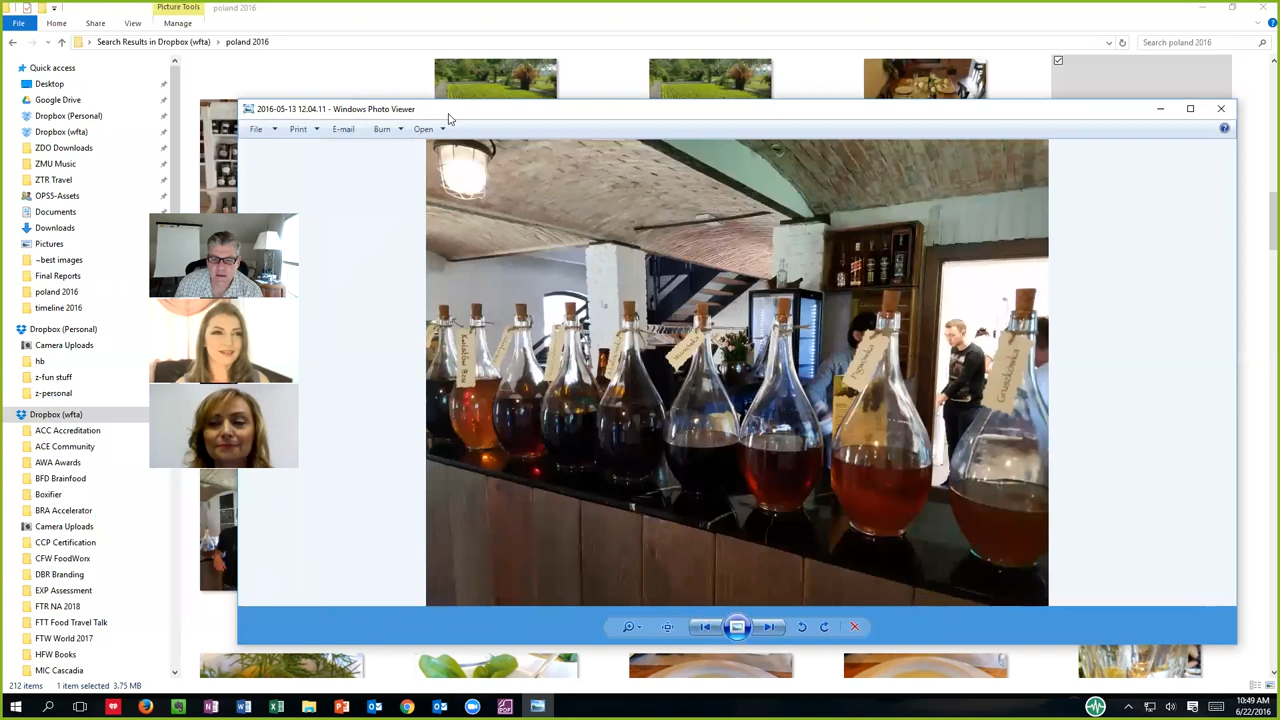 Picture Tools
poland 2016
File
Home
Share
View
Manage
Search Results in Dropbox (wfta)
poland 2016
Search poland 2016
Quick access
Desktop
Google Drive
Dropbox (Personal)
Dropbox (wfta)
ZDO Downloads
ZMU Music
ZTR Travel
OPS5-Assets
Documents
Downloads
Pictures
~best images
Final Reports
poland 2016
timeline 2016
Dropbox (Personal)
Camera Uploads
hb
z-fun stuff
z-personal
Dropbox (wfta)
ACC Accreditation
ACE Community
AWA Awards
BFD Brainfood
Boxifier
BRA Accelerator
Camera Uploads
CCP Certification
CFW FoodWorx
DBR Branding
EXP Assessment
FTR NA 2018
FTT Food Travel Talk
FTW World 2017
HFW Books
MIC Cascadia
2016-05-13 12.04.11 - Windows Photo Viewer
File
Print
E-mail
Burn
Open
Pigwówka
Gruszkówka
212 items
1 item selected 3.75 MB
10:49 AM
6/22/2016